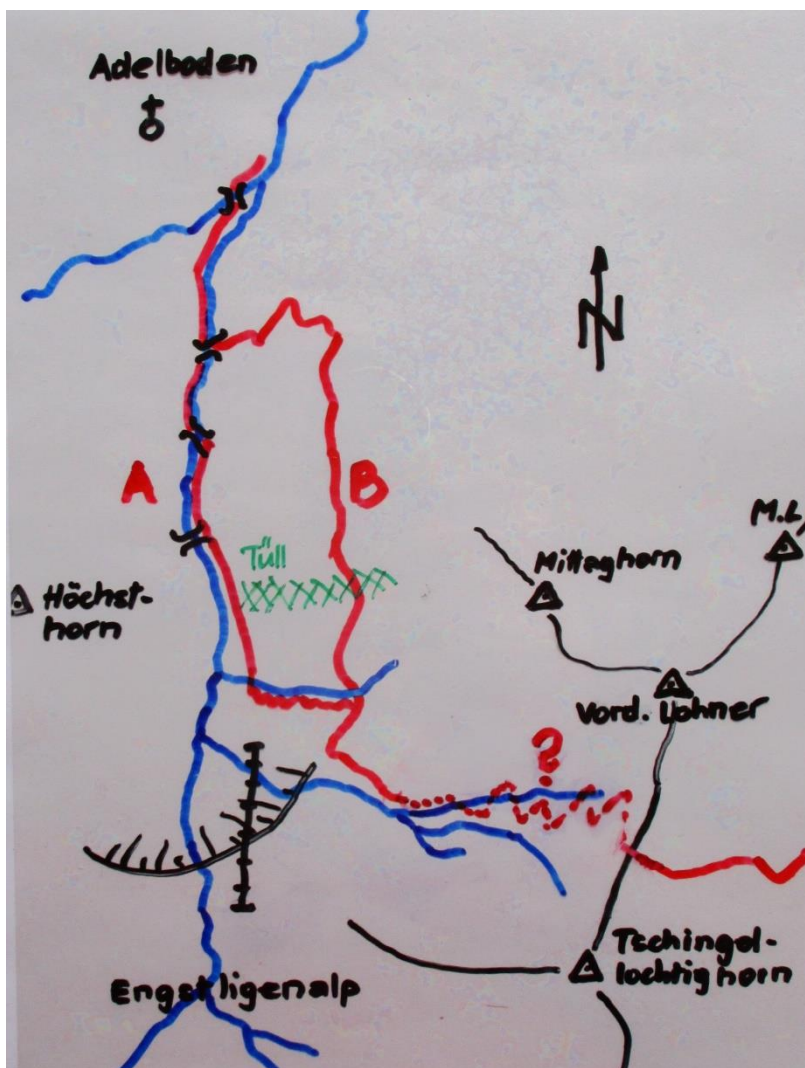 Adelboden
N
A
B
Tüll
M.L.
Mittaghorn
Höchst-
horn
Vord. Lohner
?
Tschingel-
lochtighorn
Engstligenalp